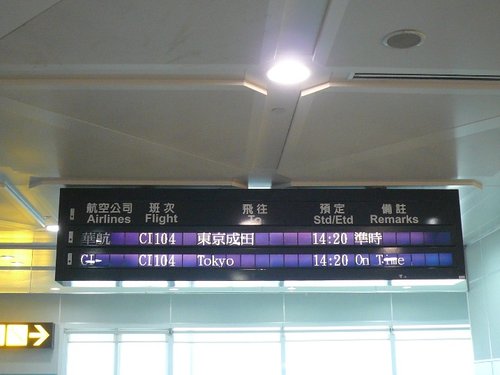 航空公司 班次 飛往 預定 備註
Airlines Flight To Std/Etd Remarks
華航 CI104 東京成田 14:20 準時
CI- CI104 Tokyo 14:20 On Time